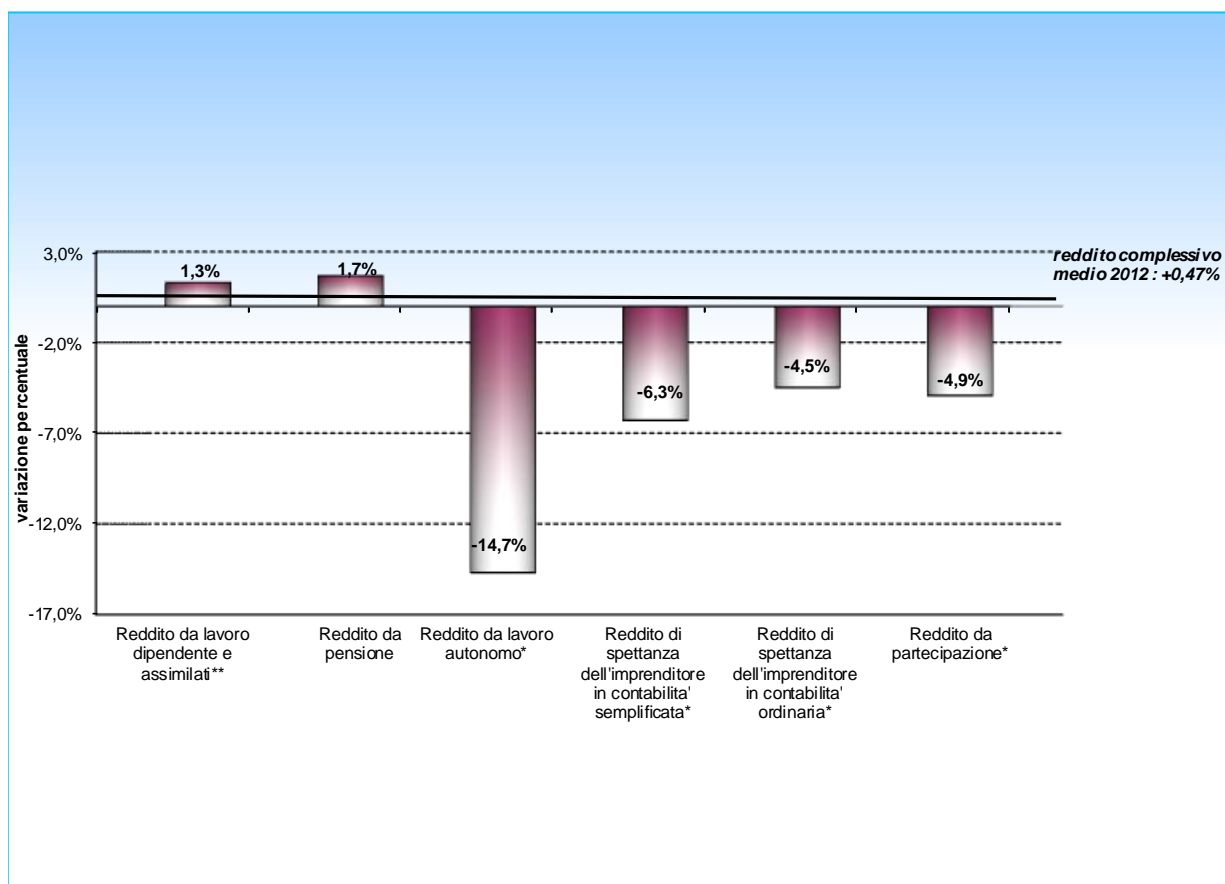 3,0%
1,3%
1,7%
reddito complessivo
medio 2012 : +0,47%
-2,0%
-4,5%
-4,9%
-6,3%
-7,0%
variazione percentuale
-12,0%
-14,7%
-17,0%
Reddito da lavoro
dipendente e
assimilati**
Reddito da
pensione
Reddito da lavoro
autonomo*
Reddito di
spettanza
dell'imprenditore
in contabilita'
semplificata*
Reddito di
spettanza
dell'imprenditore
in contabilita'
ordinaria*
Reddito da
partecipazione*